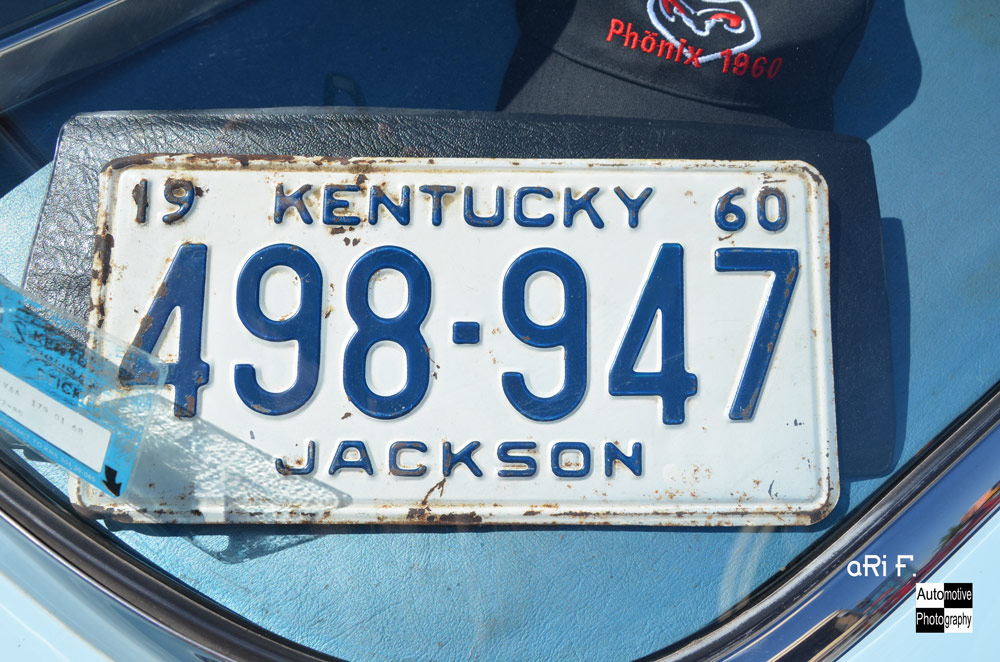 Phönix 1960
19 KENTUCKY 60
498-947
JACKSON
aRi F.
Automotive
Photography